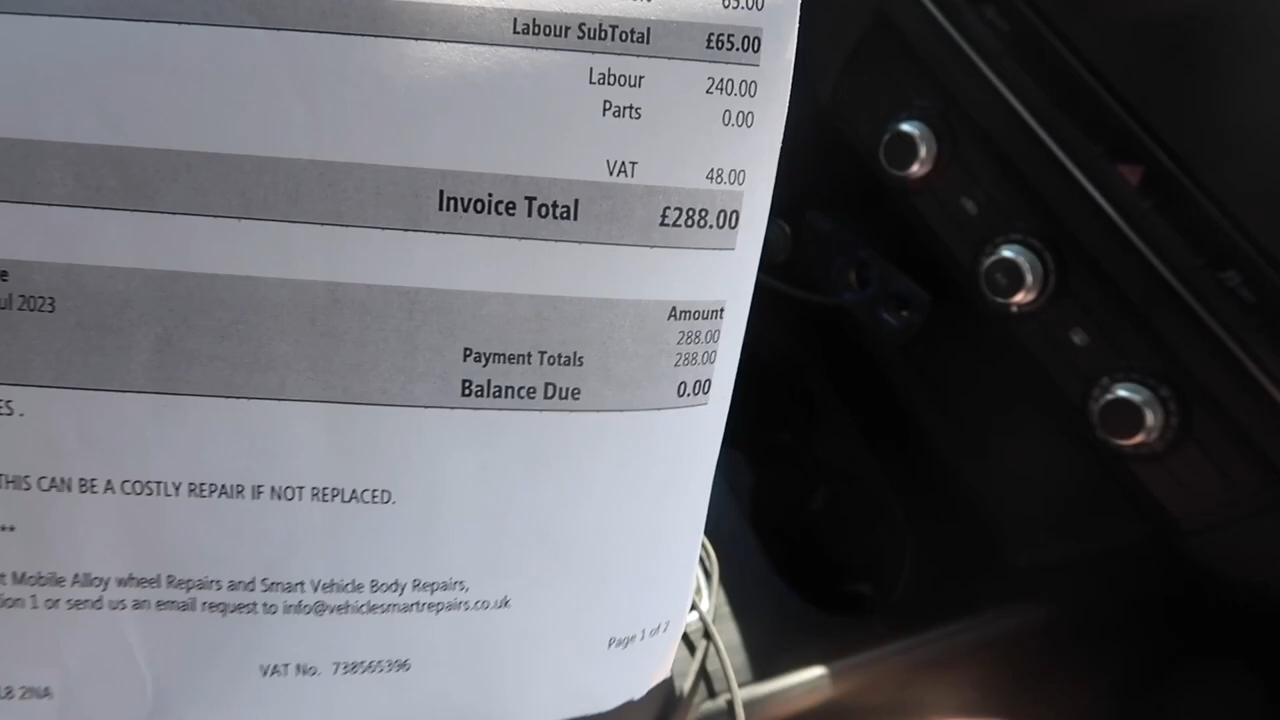 65.00
Labour SubTotal £65.00
Labour 240.00
Parts 0.00
VAT 48.00
Invoice Total £288.00
ul 2023
Amount
288.00
Payment Totals 288.00
Balance Due 0.00
ES .
THIS CAN BE A COSTLY REPAIR IF NOT REPLACED.
**
t Mobile Alloy wheel Repairs and Smart Vehicle Body Repairs,
ion 1 or send us an email request to info@vehiclesmartrepairs.co.uk
Page 1 of 2
VAT No. 738565396
L8 2NA